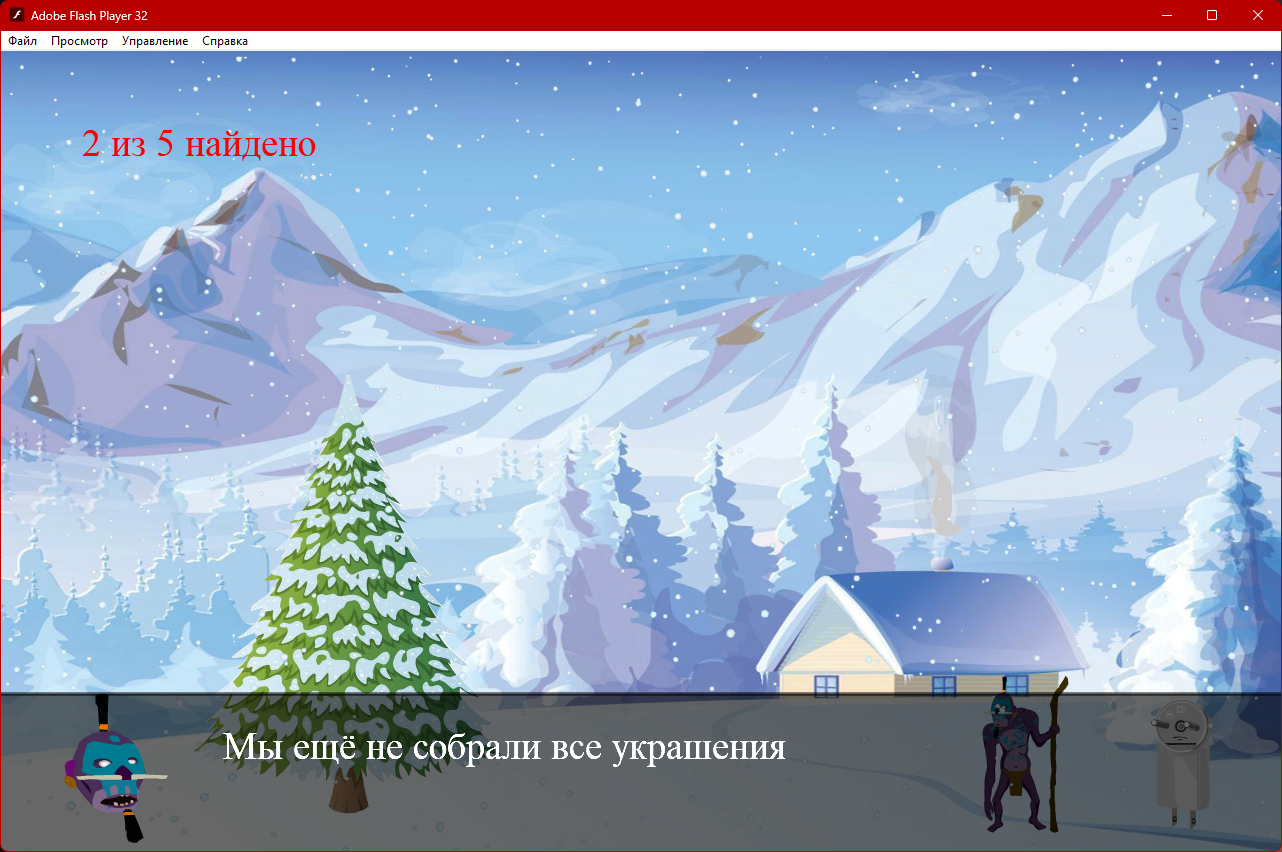 Adobe Flash Player 32
Файл Просмотр Управление Справка
2 из 5 найдено
Мы ещё не собрали все украшения